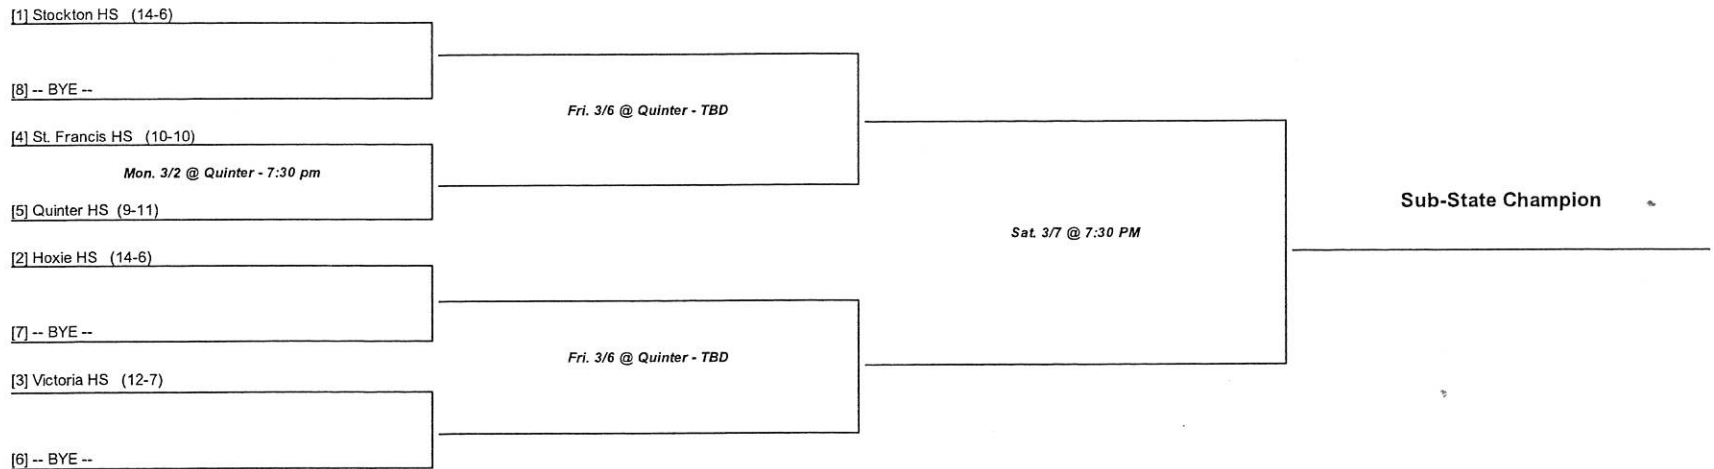 [1] Stockton HS (14-6)
[8] -- BYE --
Fri. 3/6 @ Quinter - TBD
[4] St. Francis HS (10-10)
Mon. 3/2 @ Quinter - 7:30 pm
[5] Quinter HS (9-11)
Sub-State Champion
Sat. 3/7 @ 7:30 PM
[2] Hoxie HS (14-6)
[7] -- BYE --
Fri. 3/6 @ Quinter - TBD
[3] Victoria HS (12-7)
[6] -- BYE --